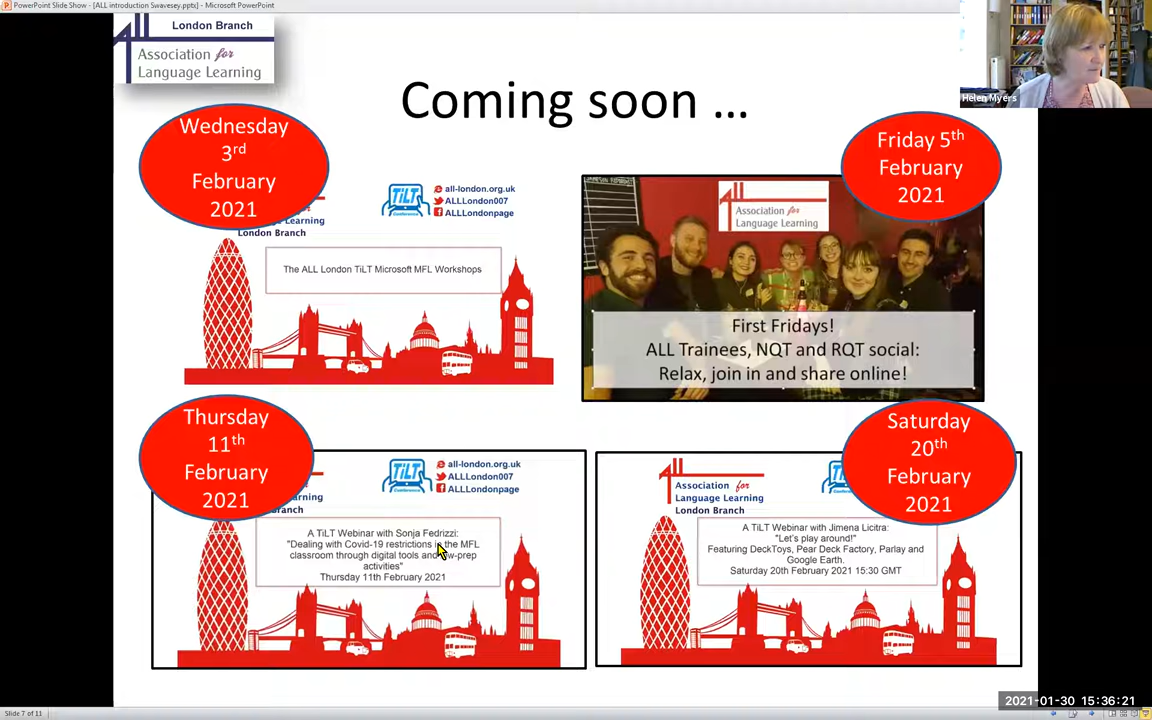 PowerPoint Slide Show - [ALL introduction Swavesey.pptx] - Microsoft PowerPoint
London Branch
Association for
Language Learning
Helen Myers
Coming soon ...
Wednesday
3rd
February
2021
Language Learning
London Branch
TiLT
Conference
all-london.org.uk
ALLLondon007
ALLLondonpage
The ALL London TiLT Microsoft MFL Workshops
Friday 5th
February
2021
Association for
Language Learning
First Fridays!
ALL Trainees, NQT and RQT social:
Relax, join in and share online!
Thursday
11th
February
2021
TiLT
Conference
all-london.org.uk
ALLLondon007
ALLLondonpage
A TiLT Webinar with Sonja Fedrizzi:
"Dealing with Covid-19 restrictions in the MFL
classroom through digital tools and
activities"
Thursday 11th February 2021
Saturday
20th
February
2021
Association for
Language Learning
London Branch
A TiLT Webinar with Jimena Licitra:
"Let's play around!"
Featuring DeckToys, Pear Deck Factory, Parlay and
Google Earth.
Saturday 20th February 2021 15:30 GMT
2021-01-30 15:36:21
Slide 7 of 11